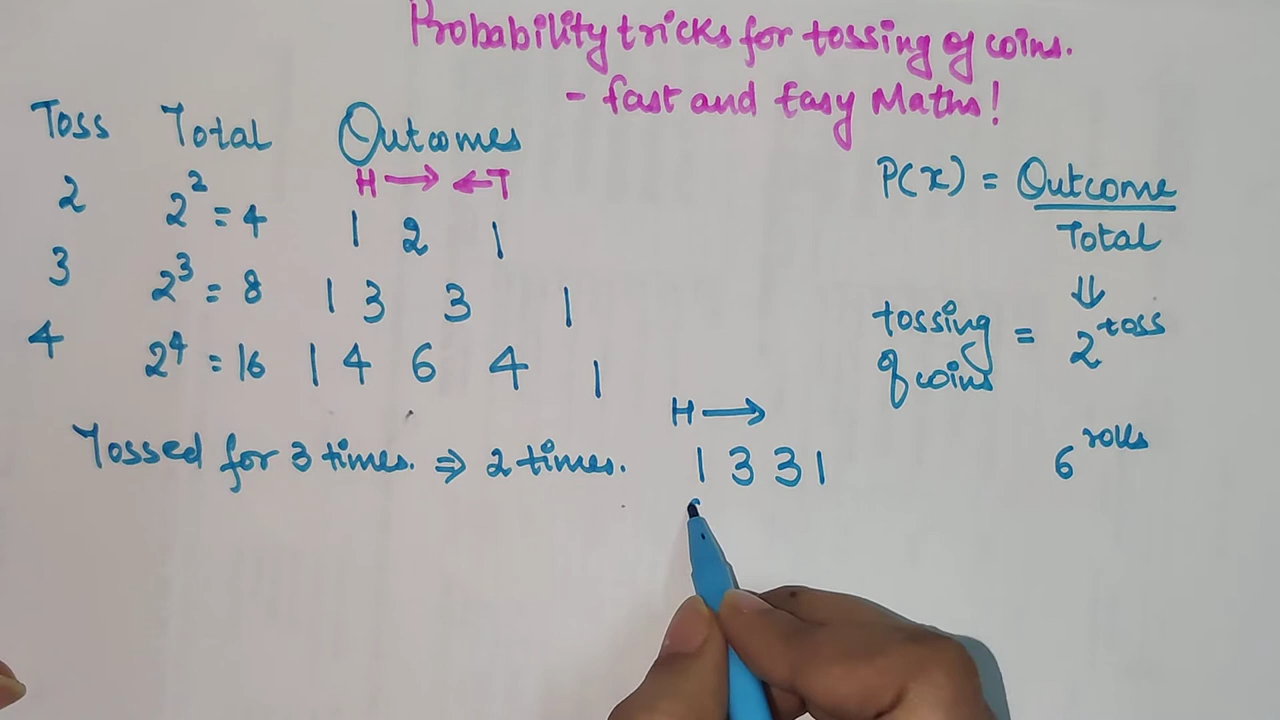 Probability tricks for tossing of coins.
- fast and Easy Maths!
Toss Total Outcomes
H → ← T
2 2² = 4 1 2 1
3 2³ = 8 1 3 3 1
4 2⁴ = 16 1 4 6 4 1
Tossed for 3 times. ⇒ 2 times.
H →
1 3 3 1
P(x) = Outcome
Total
⇓
tossing of coins = 2^toss
6^rolls